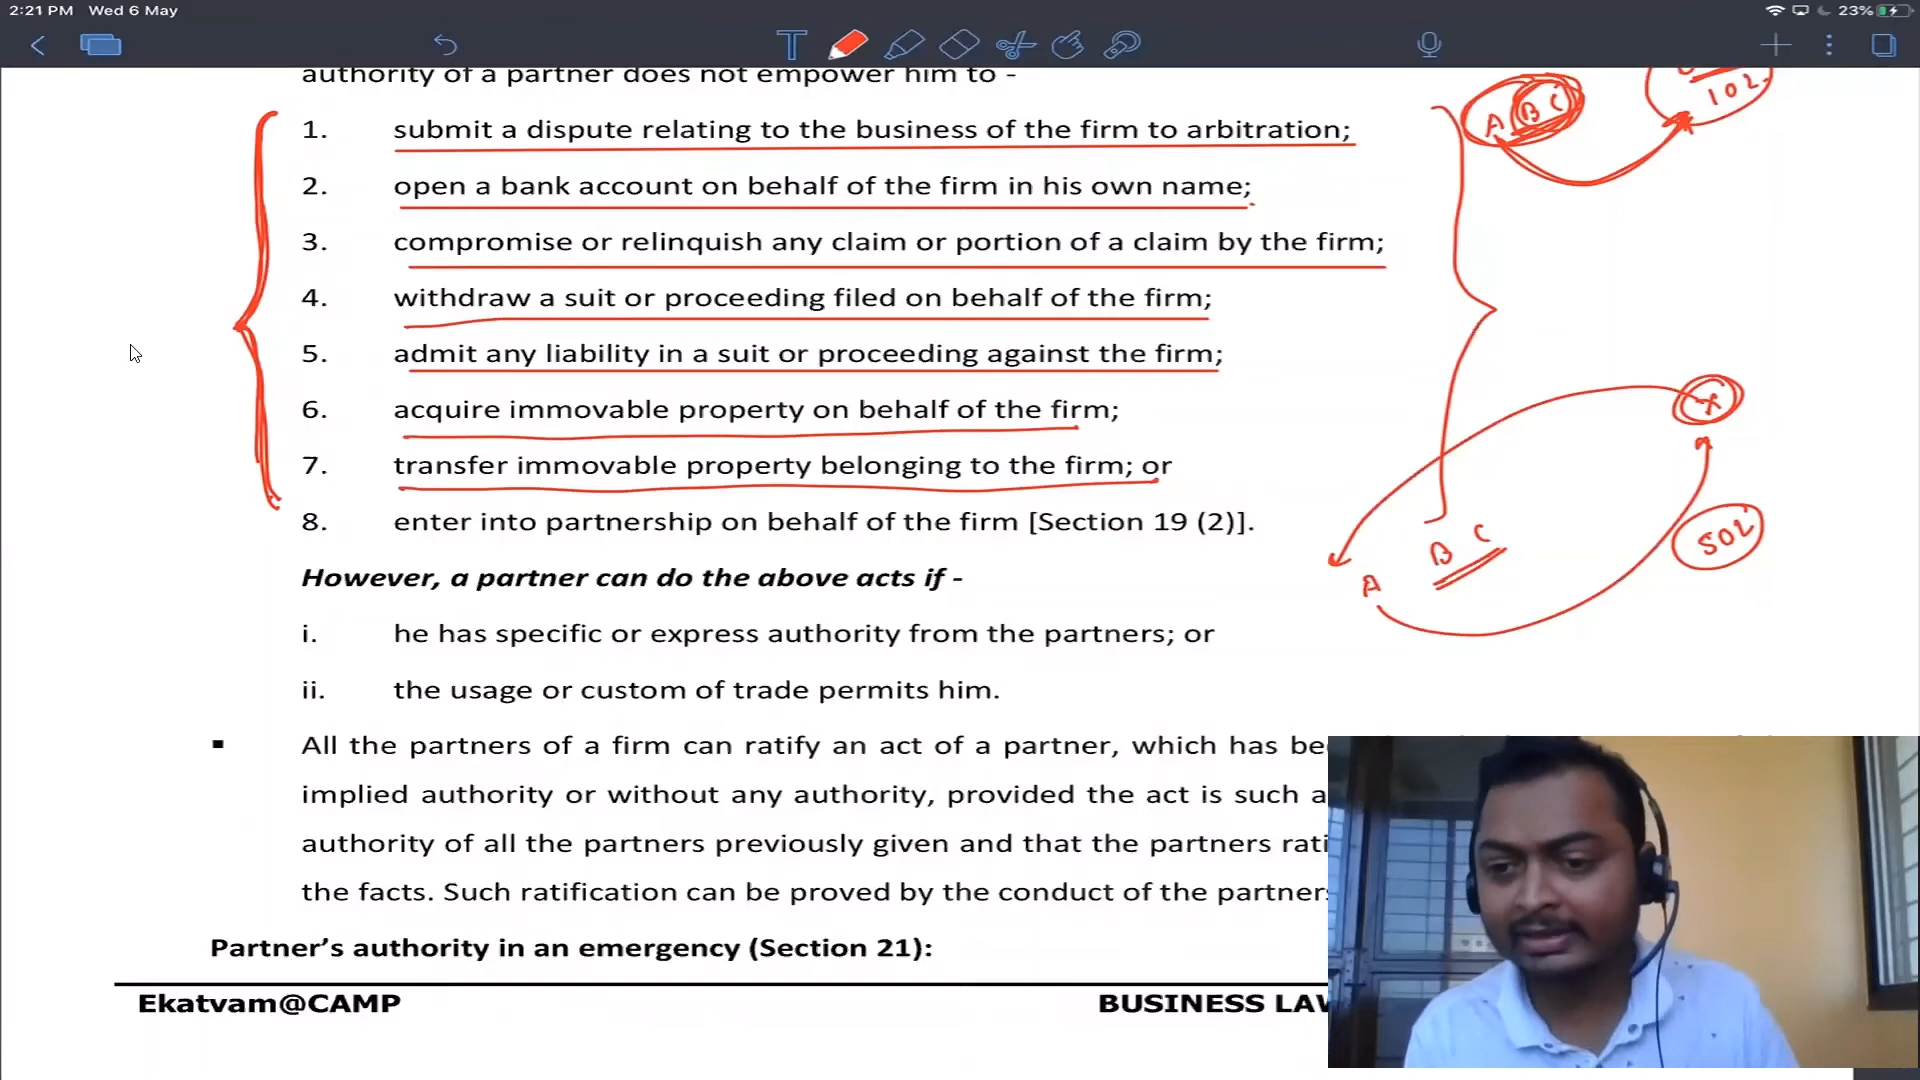 2:21 PM Wed 6 May
23%
authority of a partner does not empower him to -
1. submit a dispute relating to the business of the firm to arbitration;
2. open a bank account on behalf of the firm in his own name;
3. compromise or relinquish any claim or portion of a claim by the firm;
4. withdraw a suit or proceeding filed on behalf of the firm;
5. admit any liability in a suit or proceeding against the firm;
6. acquire immovable property on behalf of the firm;
7. transfer immovable property belonging to the firm; or
8. enter into partnership on behalf of the firm [Section 19 (2)].
However, a partner can do the above acts if -
i. he has specific or express authority from the partners; or
ii. the usage or custom of trade permits him.
▪ All the partners of a firm can ratify an act of a partner, which has
implied authority or without any authority, provided the act is such
authority of all the partners previously given and that the partners
the facts. Such ratification can be proved by the conduct of the
Partner's authority in an emergency (Section 21):
Ekatvam@CAMP
BUSINESS
A B C
102
X
50L
B C
A